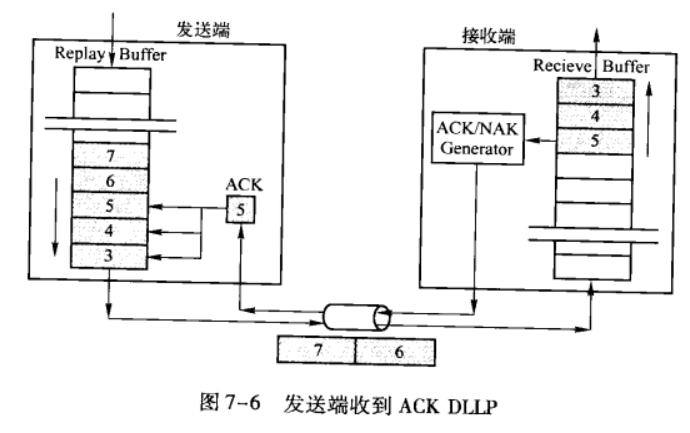 发送端
Replay Buffer
7
6
5
4
3
ACK
5
接收端
Recieve Buffer
3
4
5
ACK/NAK
Generator
7 6
图 7-6 发送端收到 ACK DLLP